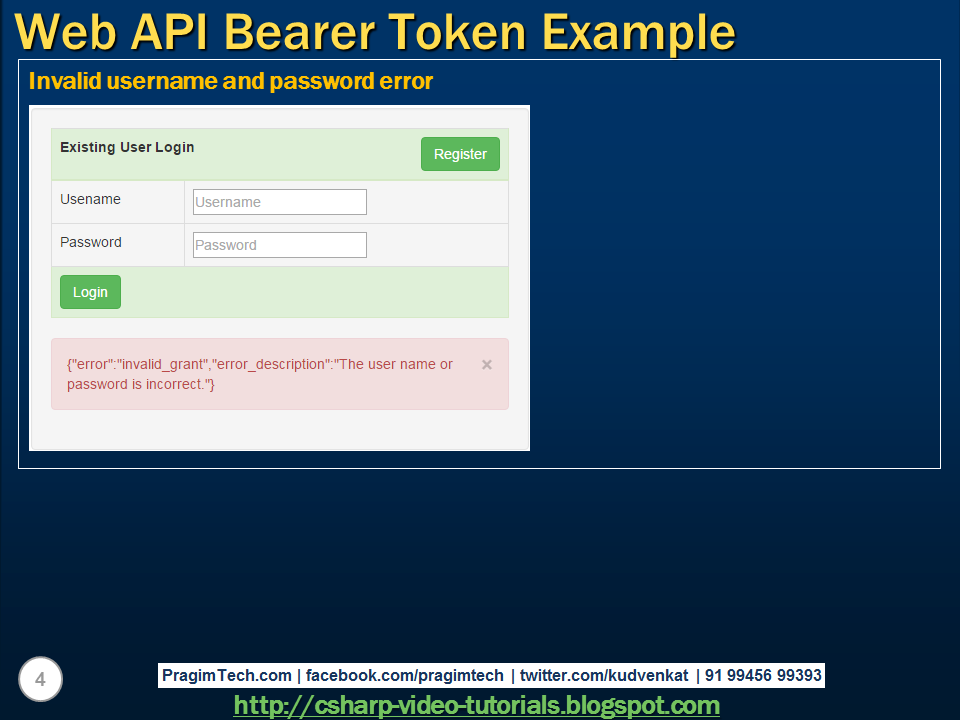 Web API Bearer Token Example
Invalid username and password error
Existing User Login
Register
Usename
Username
Password
Password
Login
{"error":"invalid_grant","error_description":"The user name or
password is incorrect."}
×
4
PragimTech.com | facebook.com/pragimtech | twitter.com/kudvenkat | 91 99456 99393
http://csharp-video-tutorials.blogspot.com